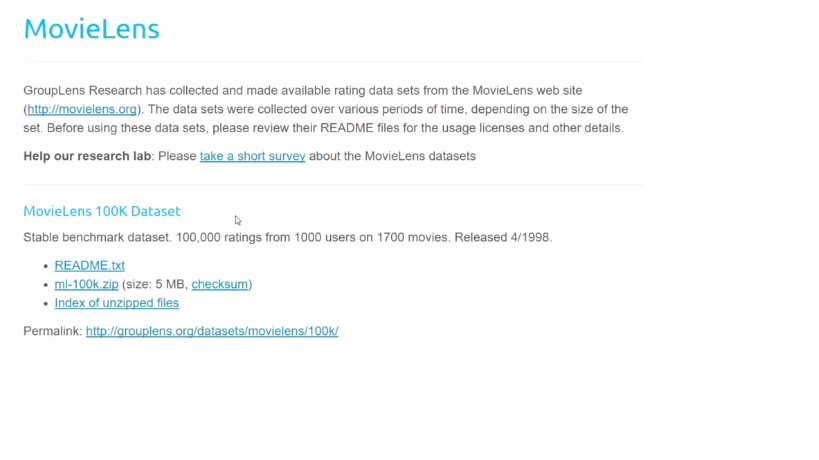 MovieLens
GroupLens Research has collected and made available rating data sets from the MovieLens web site
(http://movielens.org). The data sets were collected over various periods of time, depending on the size of the
set. Before using these data sets, please review their README files for the usage licenses and other details.
Help our research lab: Please take a short survey about the MovieLens datasets
MovieLens 100K Dataset
Stable benchmark dataset. 100,000 ratings from 1000 users on 1700 movies. Released 4/1998.
• README.txt
• ml-100k.zip (size: 5 MB, checksum)
• Index of unzipped files
Permalink: http://grouplens.org/datasets/movielens/100k/